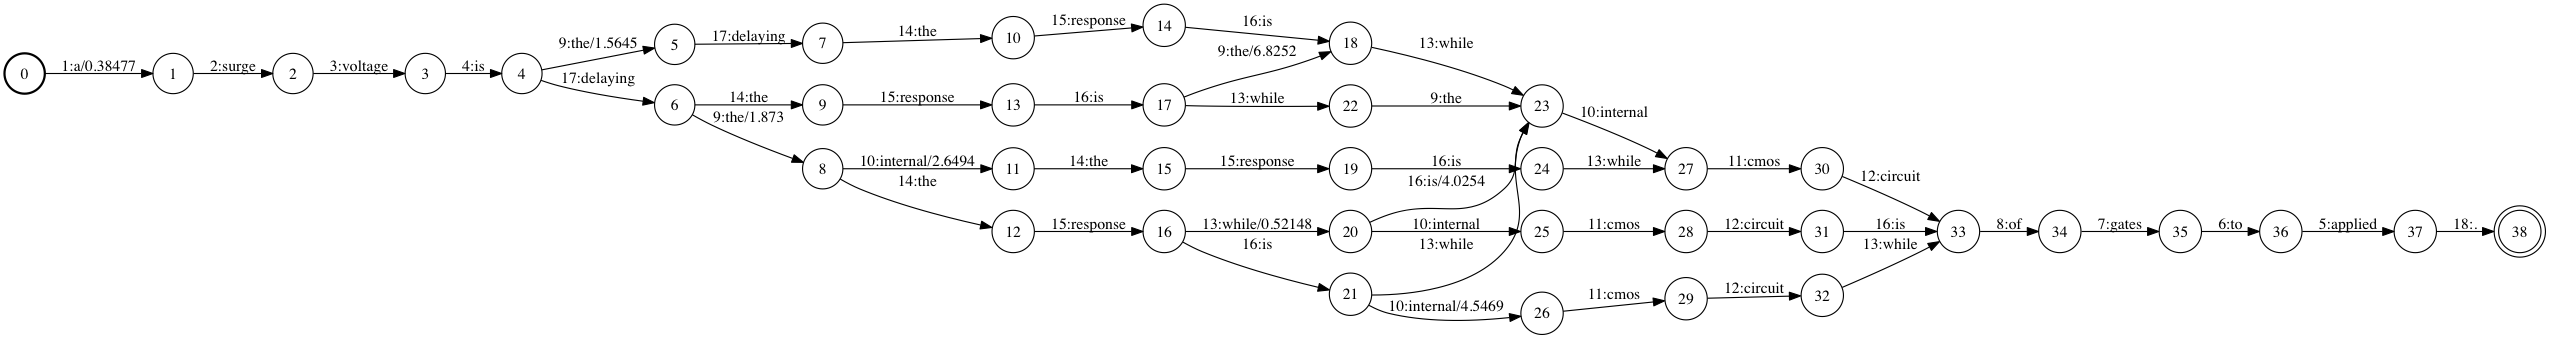 0 1:a/0.38477 1 2:surge 2 3:voltage 3 4:is 4
9:the/1.5645 5 17:delaying 7 14:the 10 15:response 14 16:is 18 13:while
17:delaying 6 14:the 9 15:response 13 16:is 17 13:while 22 9:the 23 10:internal
9:the/6.8252
9:the/1.873 8 10:internal/2.6494 11 14:the 15 15:response 19 16:is 24 13:while 27 11:cmos 30 12:circuit
14:the 12 15:response 16 13:while/0.52148 20 10:internal 25 11:cmos 28 12:circuit 31 16:is 33 8:of 34 7:gates 35 6:to 36 5:applied 37 18:. 38
16:is/4.0254
16:is 21 10:internal/4.5469 26 11:cmos 29 12:circuit 32 13:while
13:while